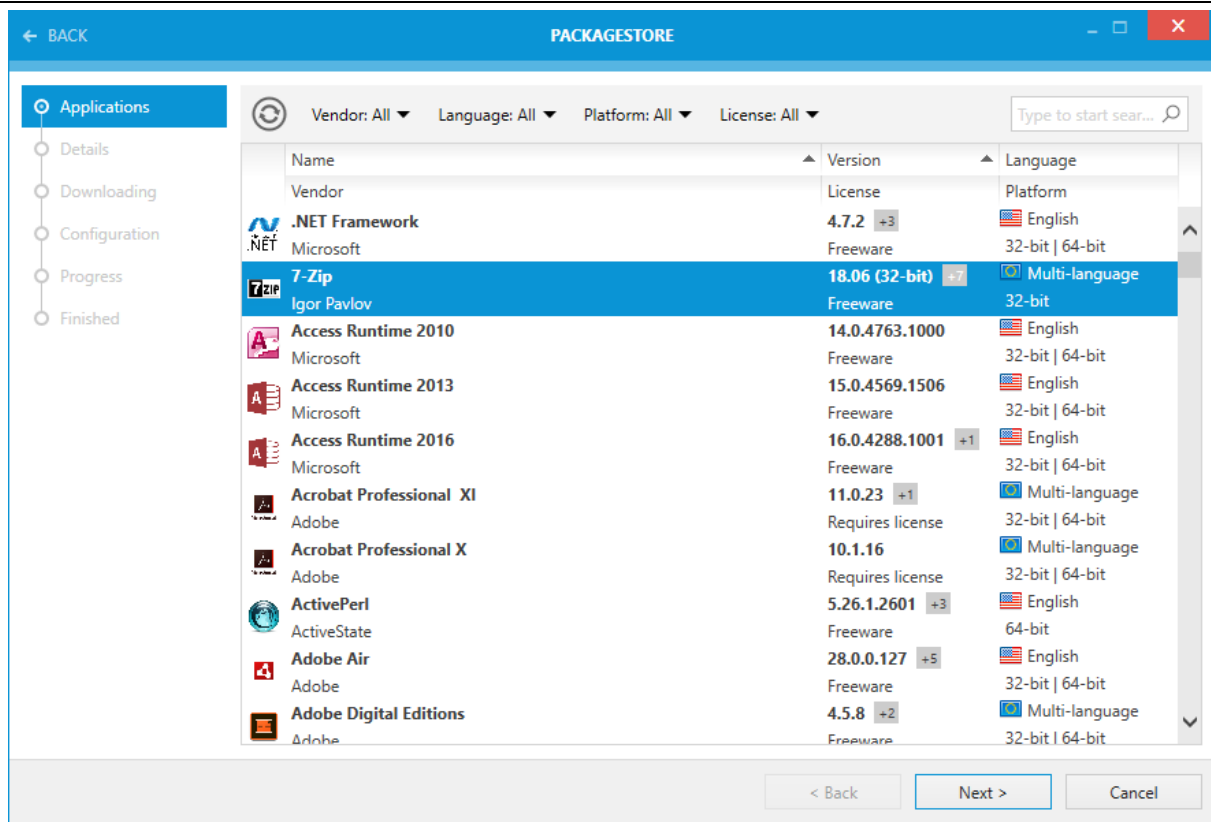 ← BACK
PACKAGESTORE
Applications
Details
Downloading
Configuration
Progress
Finished
Vendor: All Language: All Platform: All License: All Type to start sear...
Name Version Language
Vendor License Platform
.NET
.NET Framework 4.7.2 +3 English
Microsoft Freeware 32-bit | 64-bit
7ZIP
7-Zip 18.06 (32-bit) +7 Multi-language
Igor Pavlov Freeware 32-bit
Access Runtime 2010 14.0.4763.1000 English
Microsoft Freeware 32-bit | 64-bit
Access Runtime 2013 15.0.4569.1506 English
Microsoft Freeware 32-bit | 64-bit
Access Runtime 2016 16.0.4288.1001 +1 English
Microsoft Freeware 32-bit | 64-bit
Acrobat Professional XI 11.0.23 +1 Multi-language
Adobe Requires license 32-bit | 64-bit
Acrobat Professional X 10.1.16 Multi-language
Adobe Requires license 32-bit | 64-bit
ActivePerl 5.26.1.2601 +3 English
ActiveState Freeware 64-bit
Adobe Air 28.0.0.127 +5 English
Adobe Freeware 32-bit | 64-bit
Adobe Digital Editions 4.5.8 +2 Multi-language
Adobe Freeware 32-bit | 64-bit
< Back Next > Cancel